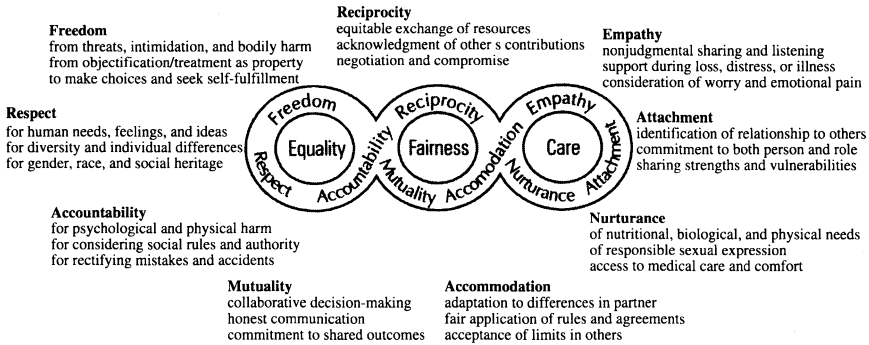 Reciprocity
equitable exchange of resources
acknowledgment of other s contributions
negotiation and compromise
Freedom
from threats, intimidation, and bodily harm
from objectification/treatment as property
to make choices and seek self-fulfillment
Empathy
nonjudgmental sharing and listening
support during loss, distress, or illness
consideration of worry and emotional pain
Respect
for human needs, feelings, and ideas
for diversity and individual differences
for gender, race, and social heritage
Freedom
Equality
Respect
Accountability
Reciprocity
Fairness
Mutuality
Accomodation
Empathy
Care
Nurturance
Attachment
Attachment
identification of relationship to others
commitment to both person and role
sharing strengths and vulnerabilities
Accountability
for psychological and physical harm
for considering social rules and authority
for rectifying mistakes and accidents
Nurturance
of nutritional, biological, and physical needs
of responsible sexual expression
access to medical care and comfort
Mutuality
collaborative decision-making
honest communication
commitment to shared outcomes
Accommodation
adaptation to differences in partner
fair application of rules and agreements
acceptance of limits in others